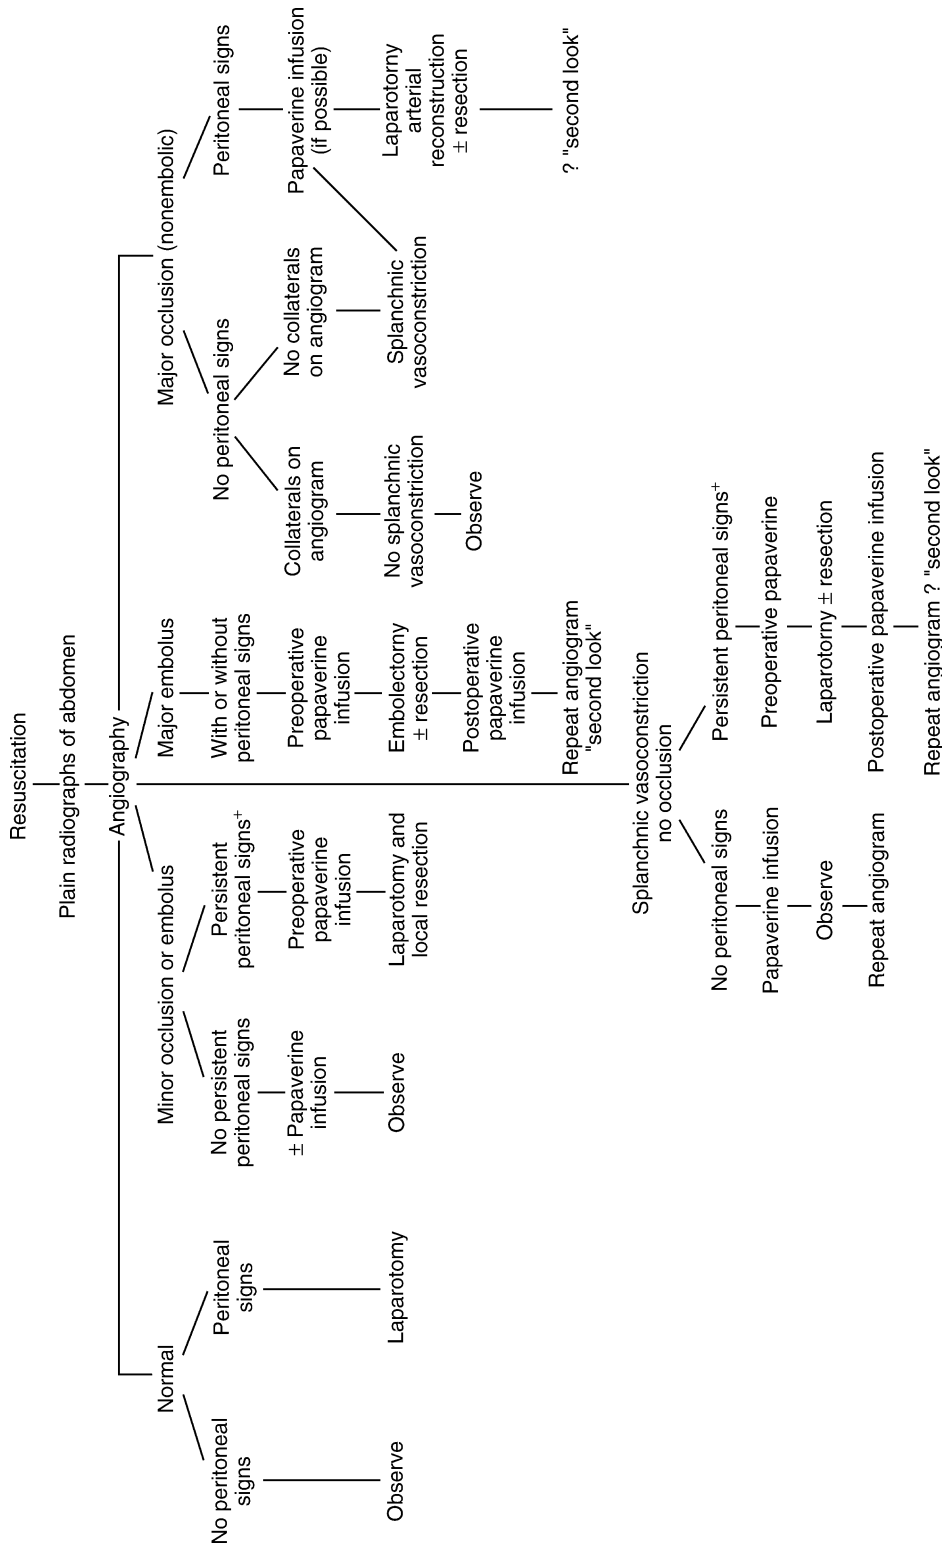 Resuscitation
Plain radiographs of abdomen
Angiography
Normal
No peritoneal
signs
Observe
Peritoneal
signs
Laparotomy
Minor occlusion or embolus
No persistent
peritoneal signs
± Papaverine
infusion
Observe
Persistent
peritoneal signs+
Preoperative
papaverine
infusion
Laparotomy and
local resection
Major embolus
With or without
peritoneal signs
Preoperative
papaverine
infusion
Embolectorny
± resection
Postoperative
papaverine
infusion
Repeat angiogram
"second look"
Major occlusion (nonembolic)
No peritoneal signs
Collaterals on
angiogram
No splanchnic
vasoconstriction
Observe
No collaterals
on angiogram
Splanchnic
vasoconstriction
Peritoneal signs
Papaverine infusion
(if possible)
Laparotorny
arterial
reconstruction
± resection
? "second look"
Splanchnic vasoconstriction
no occlusion
No peritoneal signs
Papaverine infusion
Observe
Repeat angiogram
Persistent peritoneal signs+
Preoperative papaverine
Laparotorny ± resection
Postoperative papaverine infusion
Repeat angiogram ? "second look"